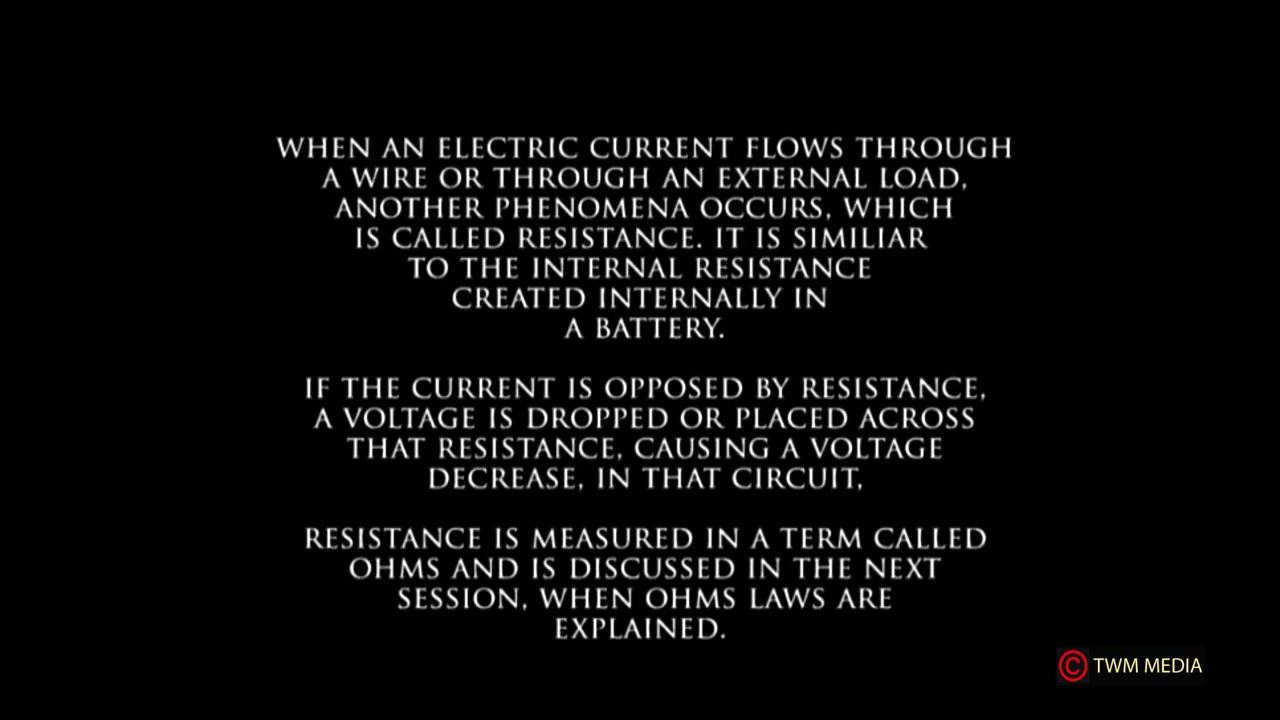 WHEN AN ELECTRIC CURRENT FLOWS THROUGH
A WIRE OR THROUGH AN EXTERNAL LOAD,
ANOTHER PHENOMENA OCCURS, WHICH
IS CALLED RESISTANCE. IT IS SIMILIAR
TO THE INTERNAL RESISTANCE
CREATED INTERNALLY IN
A BATTERY.
IF THE CURRENT IS OPPOSED BY RESISTANCE,
A VOLTAGE IS DROPPED OR PLACED ACROSS
THAT RESISTANCE, CAUSING A VOLTAGE
DECREASE, IN THAT CIRCUIT,
RESISTANCE IS MEASURED IN A TERM CALLED
OHMS AND IS DISCUSSED IN THE NEXT
SESSION, WHEN OHMS LAWS ARE
EXPLAINED.
© TWM MEDIA